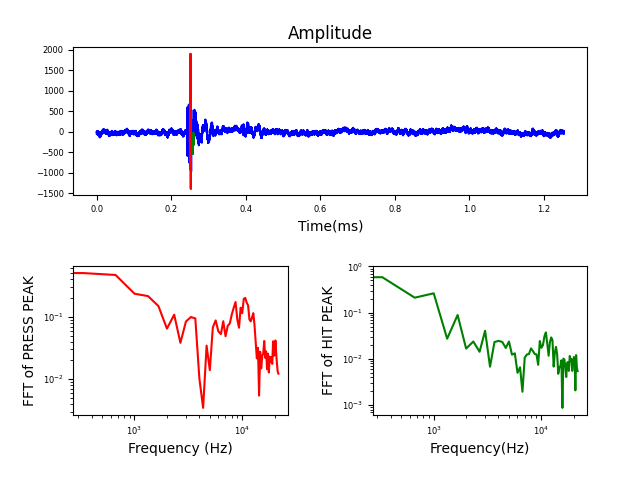 Amplitude
2000
1500
1000
500
0
−500
−1000
−1500
0.0 0.2 0.4 0.6 0.8 1.0 1.2
Time(ms)
FFT of PRESS PEAK
10⁻¹
10⁻²
10³ 10⁴
Frequency (Hz)
FFT of HIT PEAK
10⁰
10⁻¹
10⁻²
10⁻³
10³ 10⁴
Frequency(Hz)